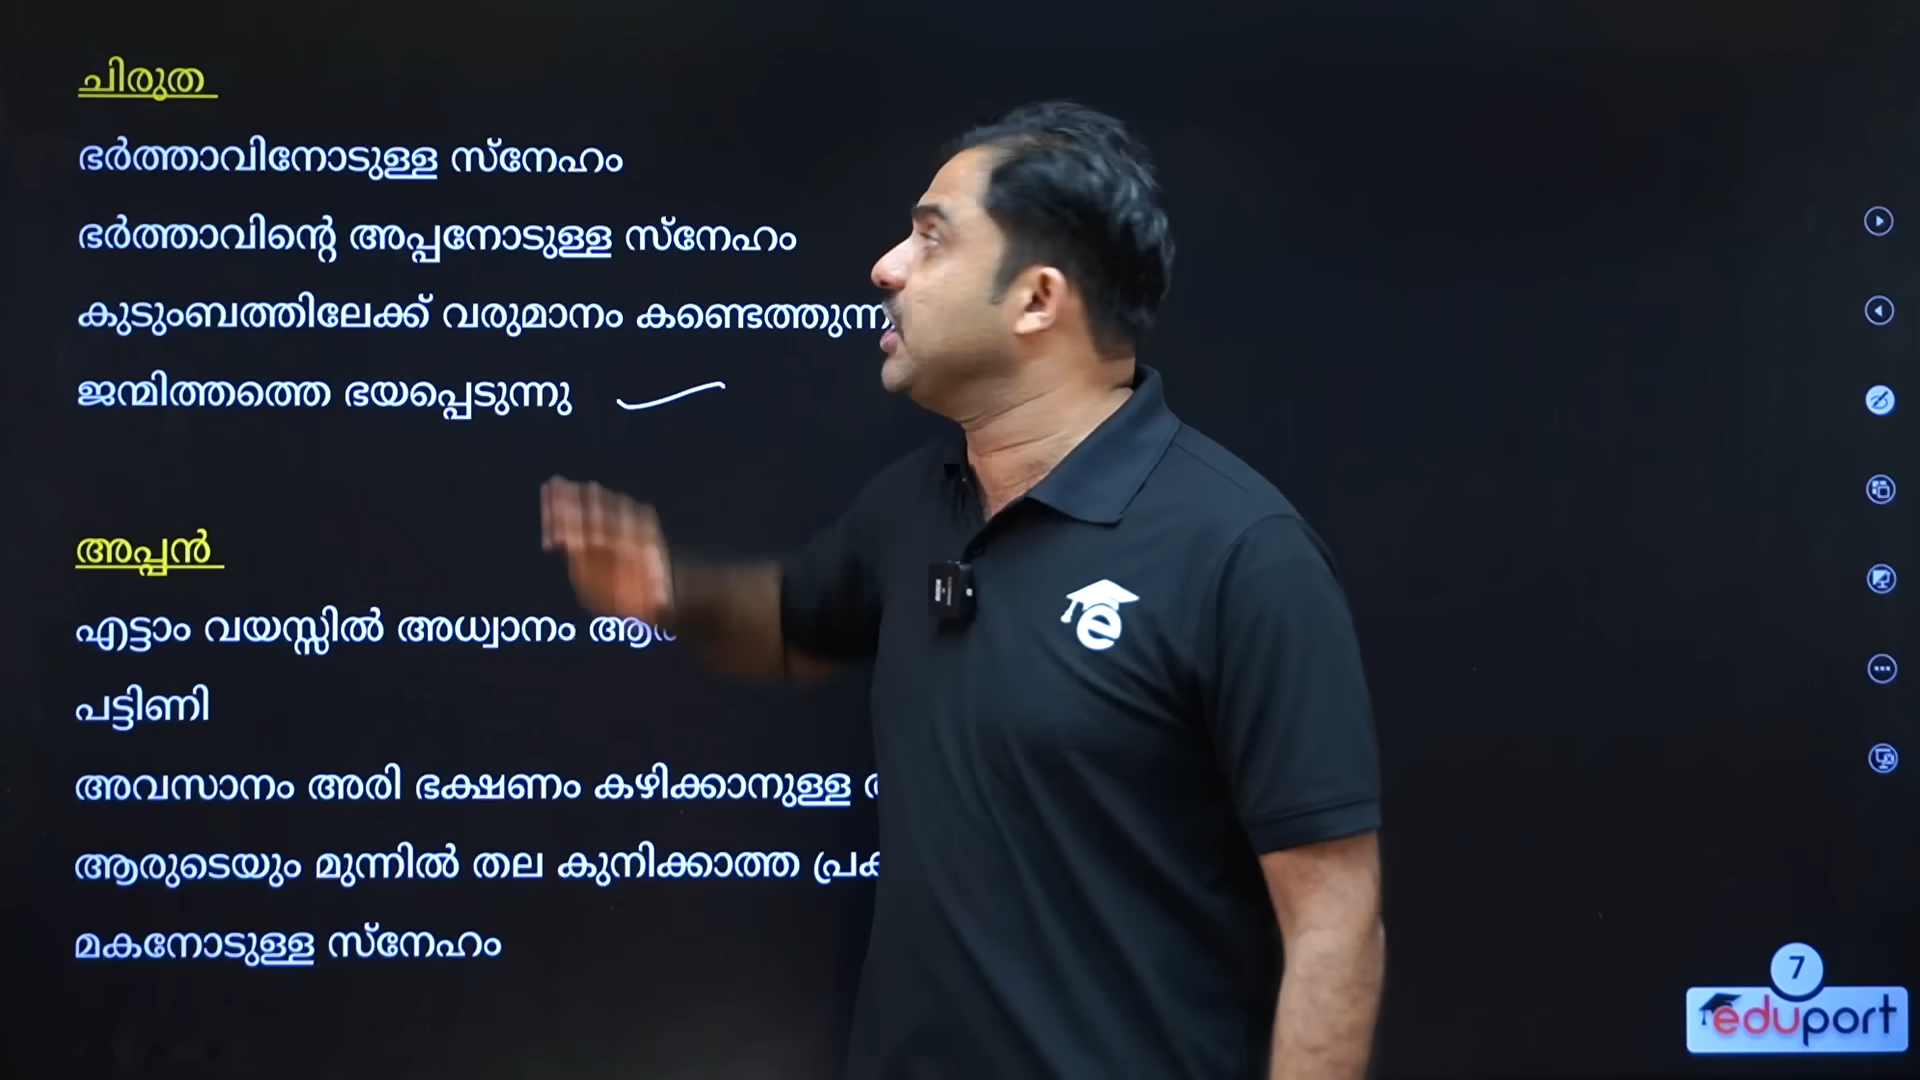 ചിരുത
ഭർത്താവിനോടുള്ള സ്നേഹം
ഭർത്താവിന്റെ അപ്പനോടുള്ള സ്നേഹം
കുടുംബത്തിലേക്ക് വരുമാനം
ജന്മിത്തത്തെ ഭയപ്പെടുന്നു
അപ്പൻ
എട്ടാം വയസ്സിൽ അധ്വാനം
പട്ടിണി
അവസാനം അരി ഭക്ഷണം കഴിക്കാനുള്ള
ആരുടെയും മുന്നിൽ തല കുനിക്കാത്ത
മകനോടുള്ള സ്നേഹം
7
eduport